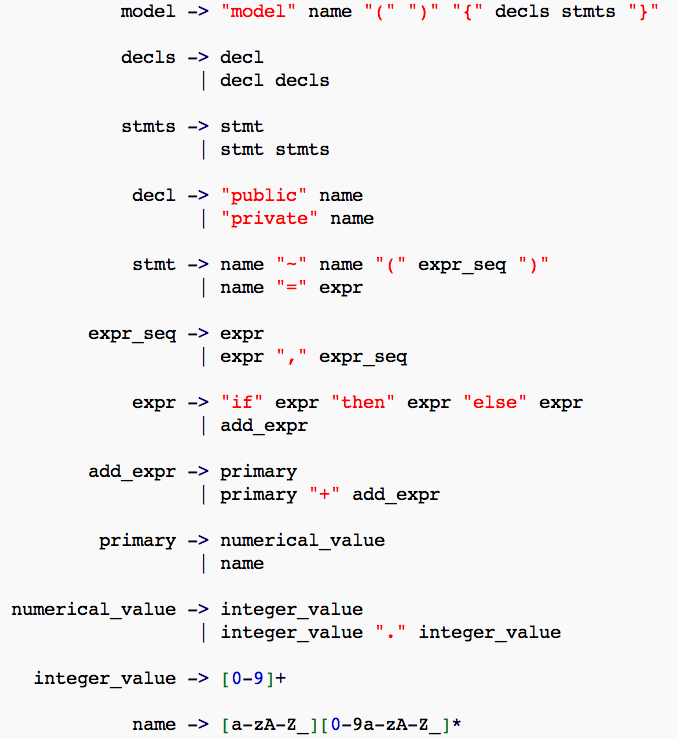 model -> "model" name "(" ")" "{" decls stmts "}"
decls -> decl
| decl decls
stmts -> stmt
| stmt stmts
decl -> "public" name
| "private" name
stmt -> name "~" name "(" expr_seq ")"
| name "=" expr
expr_seq -> expr
| expr "," expr_seq
expr -> "if" expr "then" expr "else" expr
| add_expr
add_expr -> primary
| primary "+" add_expr
primary -> numerical_value
| name
numerical_value -> integer_value
| integer_value "." integer_value
integer_value -> [0-9]+
name -> [a-zA-Z_][0-9a-zA-Z_]*